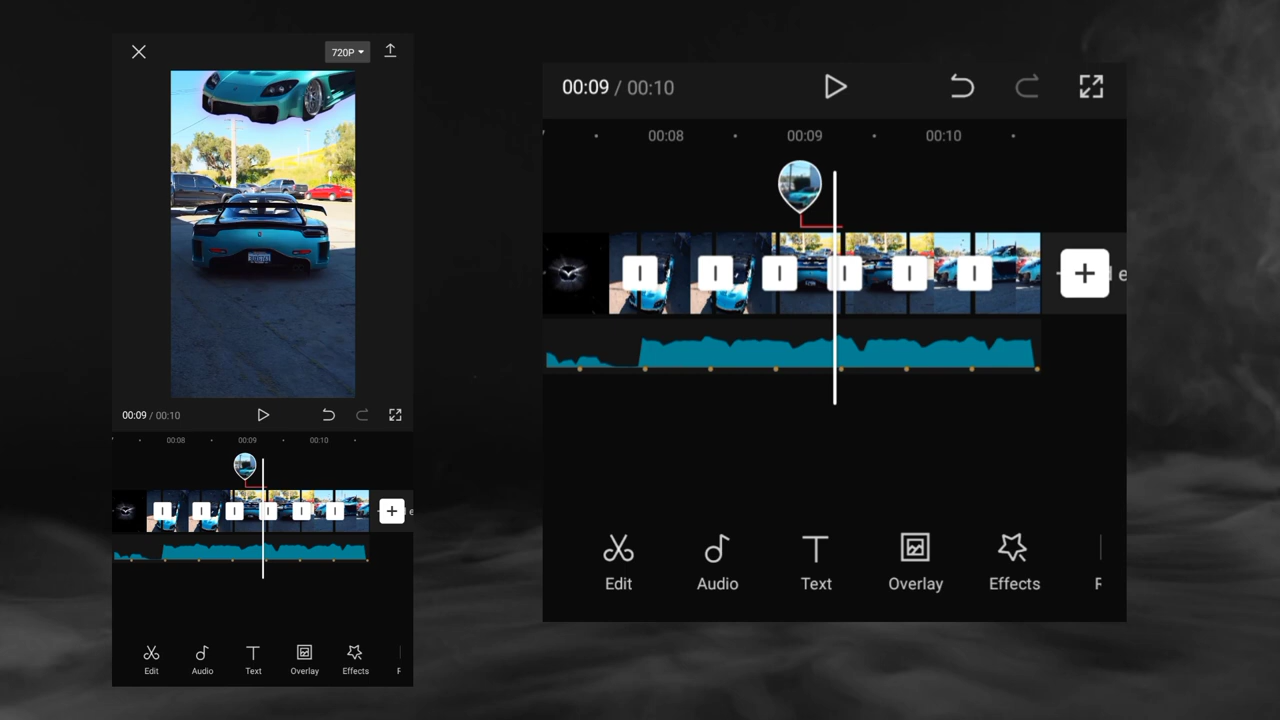 720P
00:09 / 00:10
00:08 00:09 00:10
e
Edit Audio Text Overlay Effects F
00:09 / 00:10
00:08 00:09 00:10
d e
Edit Audio Text Overlay Effects F